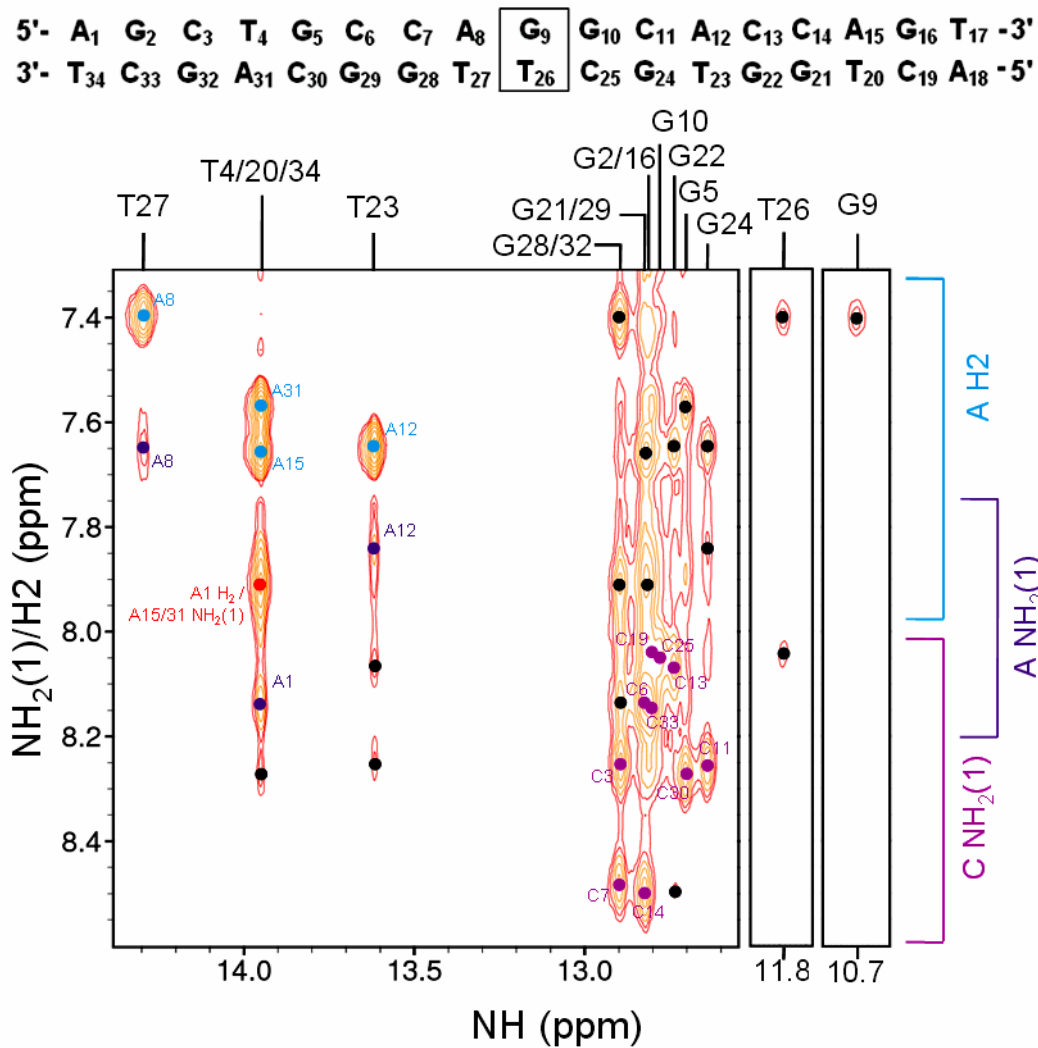 5'- A1 G2 C3 T4 G5 C6 C7 A8 G9 G10 C11 A12 C13 C14 A15 G16 T17 -3'
3'- T34 C33 G32 A31 C30 G29 G28 T27 T26 C25 G24 T23 G22 G21 T20 C19 A18 -5'
G10
G2/16 G22
T4/20/34 G5
T27 T23 G21/29 G24 T26 G9
G28/32
7.4
7.6
7.8
8.0
8.2
8.4
NH2(1)/H2 (ppm)
A8
A8
A31
A15
A12
A12
A1 H2 /
A15/31 NH2(1)
A1
C19 C25
C13
C6
C33
C3 C30 C11
C7 C14
A H2
A NH2(1)
C NH2(1)
14.0 13.5 13.0 11.8 10.7
NH (ppm)